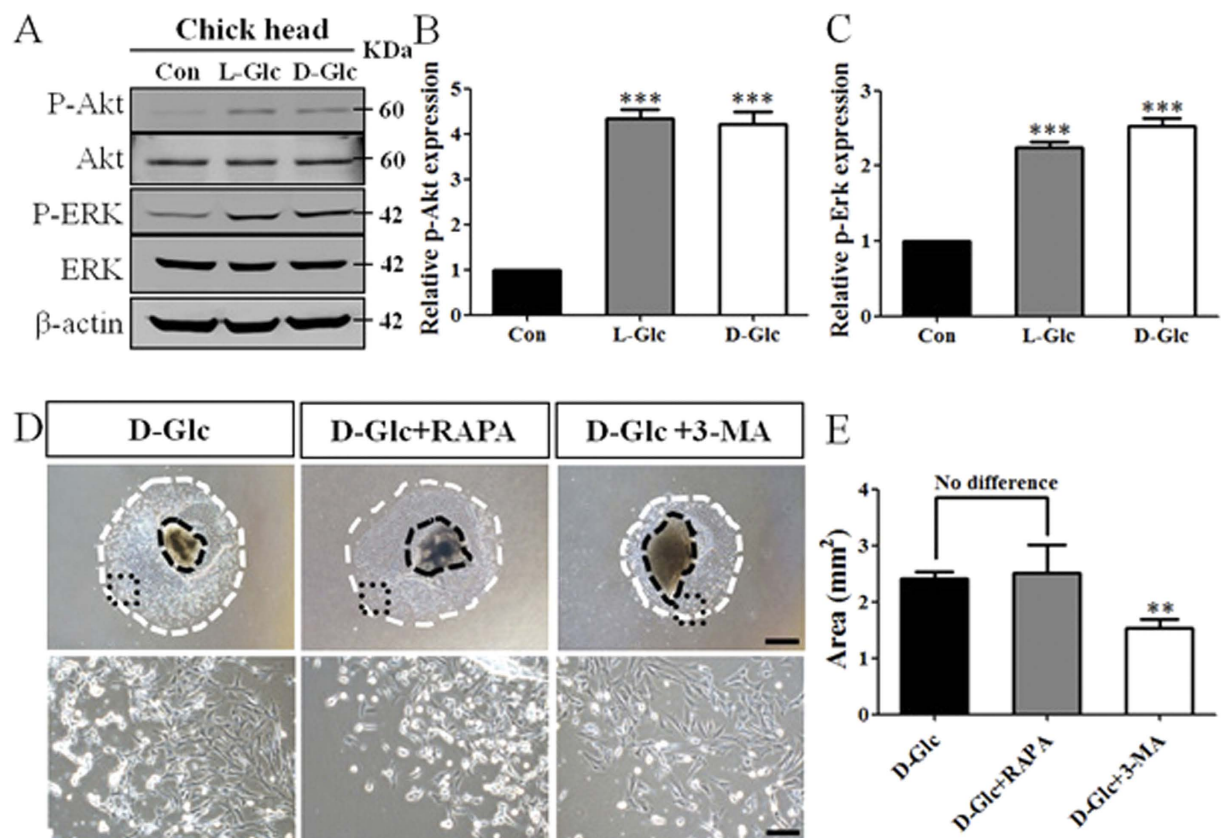 A
Chick head
KDa
Con L-Glc D-Glc
P-Akt 60
Akt 60
P-ERK 42
ERK 42
β-actin 42
B
Relative p-Akt expression
5
4
3
2
1
0
***
***
Con L-Glc D-Glc
C
Relative p-Erk expression
3
2
1
0
***
***
Con L-Glc D-Glc
D
D-Glc D-Glc+RAPA D-Glc +3-MA
E
No difference
Area (mm²)
4
3
2
1
0
**
D-Glc
D-Glc+RAPA
D-Glc+3-MA